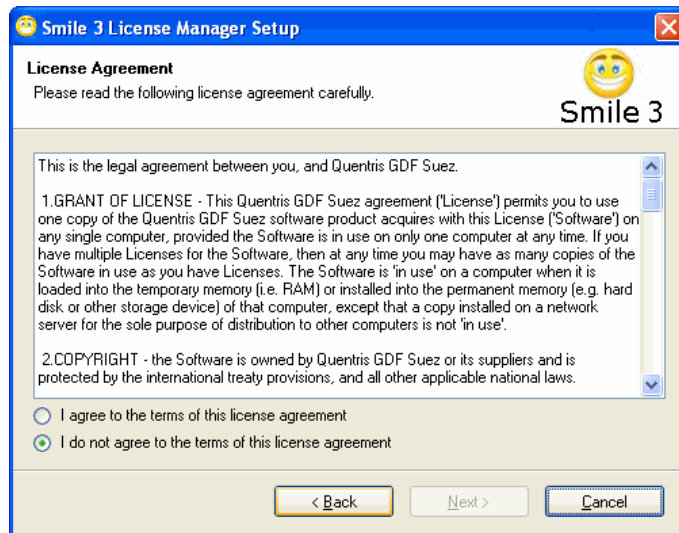 Smile 3 License Manager Setup
License Agreement
Please read the following license agreement carefully.
Smile 3
This is the legal agreement between you, and Quentris GDF Suez.
1.GRANT OF LICENSE - This Quentris GDF Suez agreement ('License') permits you to use
one copy of the Quentris GDF Suez software product acquires with this License ('Software') on
any single computer, provided the Software is in use on only one computer at any time. If you
have multiple Licenses for the Software, then at any time you may have as many copies of the
Software in use as you have Licenses. The Software is 'in use' on a computer when it is
loaded into the temporary memory (i.e. RAM) or installed into the permanent memory (e.g. hard
disk or other storage device) of that computer, except that a copy installed on a network
server for the sole purpose of distribution to other computers is not 'in use'.
2.COPYRIGHT - the Software is owned by Quentris GDF Suez or its suppliers and is
protected by the international treaty provisions, and all other applicable national laws.
I agree to the terms of this license agreement
I do not agree to the terms of this license agreement
< Back
Next >
Cancel